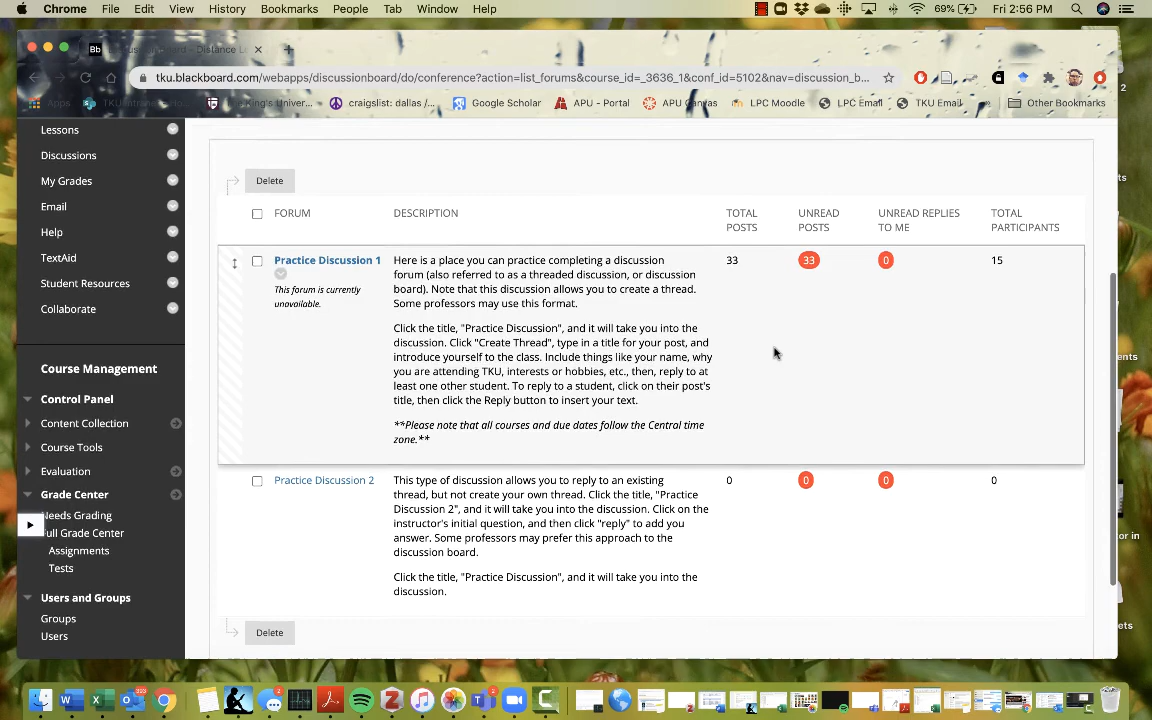 Chrome File Edit View History Bookmarks People Tab Window Help 69% Fri 2:56 PM
Bb
tku.blackboard.com/webapps/discussionboard/do/conference?action=list_forums&course_id=_3636_1&conf_id=5102&nav=discussion_b...
Apps craigslist: dallas /... Google Scholar APU - Portal APU Canvas LPC Moodle LPC Email TKU Email » Other Bookmarks
Lessons
Discussions
My Grades
Email
Help
TextAid
Student Resources
Collaborate
Course Management
Control Panel
Content Collection
Course Tools
Evaluation
Grade Center
Needs Grading
Full Grade Center
Assignments
Tests
Users and Groups
Groups
Users
Delete
FORUM DESCRIPTION TOTAL POSTS UNREAD POSTS UNREAD REPLIES TO ME TOTAL PARTICIPANTS
Practice Discussion 1
This forum is currently
unavailable.
Here is a place you can practice completing a discussion
forum (also referred to as a threaded discussion, or discussion
board). Note that this discussion allows you to create a thread.
Some professors may use this format.
Click the title, "Practice Discussion", and it will take you into the
discussion. Click "Create Thread", type in a title for your post, and
introduce yourself to the class. Include things like your name, why
you are attending TKU, interests or hobbies, etc., then, reply to at
least one other student. To reply to a student, click on their post's
title, then click the Reply button to insert your text.
**Please note that all courses and due dates follow the Central time
zone.**
33 33 0 15
Practice Discussion 2
This type of discussion allows you to reply to an existing
thread, but not create your own thread. Click the title, "Practice
Discussion 2", and it will take you into the discussion. Click on the
instructor's initial question, and then click "reply" to add you
answer. Some professors may prefer this approach to the
discussion board.
Click the title, "Practice Discussion", and it will take you into the
discussion.
0 0 0 0
Delete